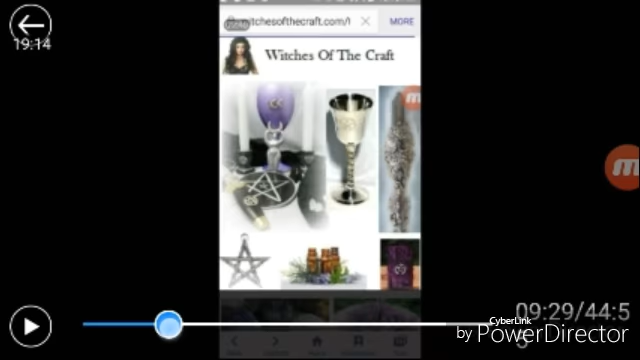 witchesofthecraft.com/
MORE
19:14
Witches Of The Craft
09:29/44:5
CyberLink
by PowerDirector